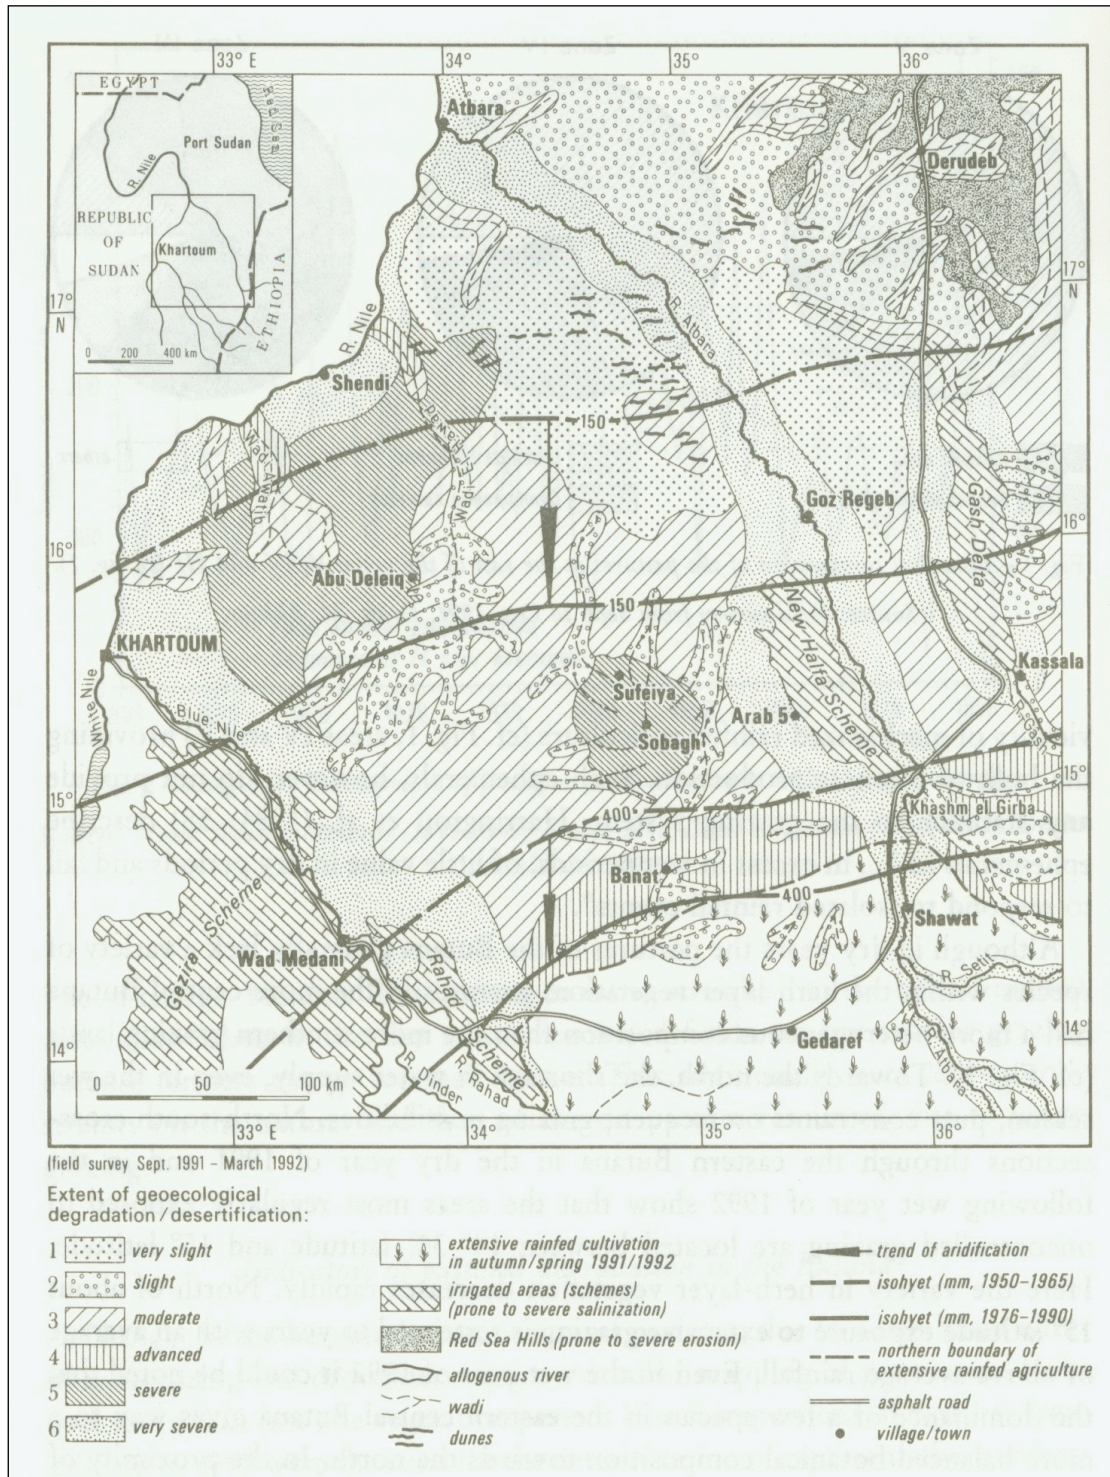 33° E
34°
35°
36°
EGYPT
Red Sea
Port Sudan
R. Nile
REPUBLIC
OF
SUDAN
Khartoum
ETHIOPIA
0 200 400 km
Atbara
Derudeb
17°
N
17°
R. Nile
R. Atbara
Shendi
150
Wadi Awatib
Wadi El Hawad
Goz Regeb
Gash Delta
16°
16°
Abu Deleiq
150
New Halfa Scheme
KHARTOUM
Kassala
Sufeiya
White Nile
Blue Nile
Arab 5
R. Gash
Sobagh
15°
15°
Khashm el Girba
400
Banat
400
Shawat
Gezira Scheme
Wad Medani
Rahad Scheme
R. Setit
Gedaref
14°
14°
R. Atbara
R. Dinder
R. Rahad
50 100 km
33° E
34°
35°
36°
(field survey Sept. 1991 – March 1992)
Extent of geoecological
degradation / desertification:
1 very slight
2 slight
3 moderate
4 advanced
5 severe
6 very severe
extensive rainfed cultivation
in autumn/spring 1991/1992
irrigated areas (schemes)
(prone to severe salinization)
Red Sea Hills (prone to severe erosion)
allogenous river
wadi
dunes
trend of aridification
isohyet (mm, 1950–1965)
isohyet (mm, 1976–1990)
northern boundary of
extensive rainfed agriculture
asphalt road
village/town